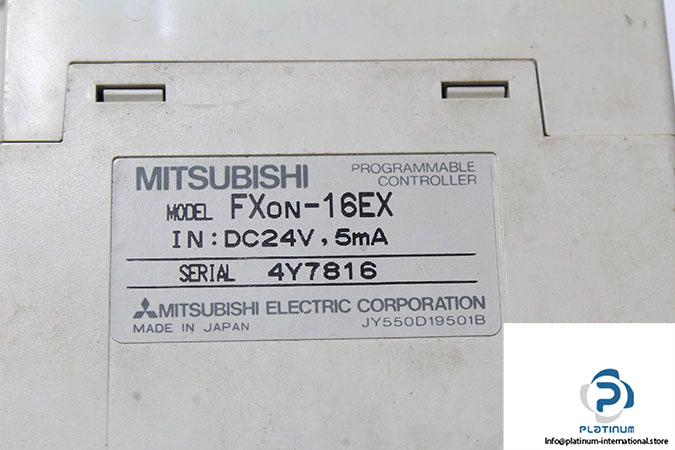 MITSUBISHI
PROGRAMMABLE
CONTROLLER
MODEL FXON-16EX
IN: DC24V, 5mA
SERIAL 4Y7816
MITSUBISHI ELECTRIC CORPORATION
MADE IN JAPAN JY550D19501B
PLATINUM
Info@platinum-international.store